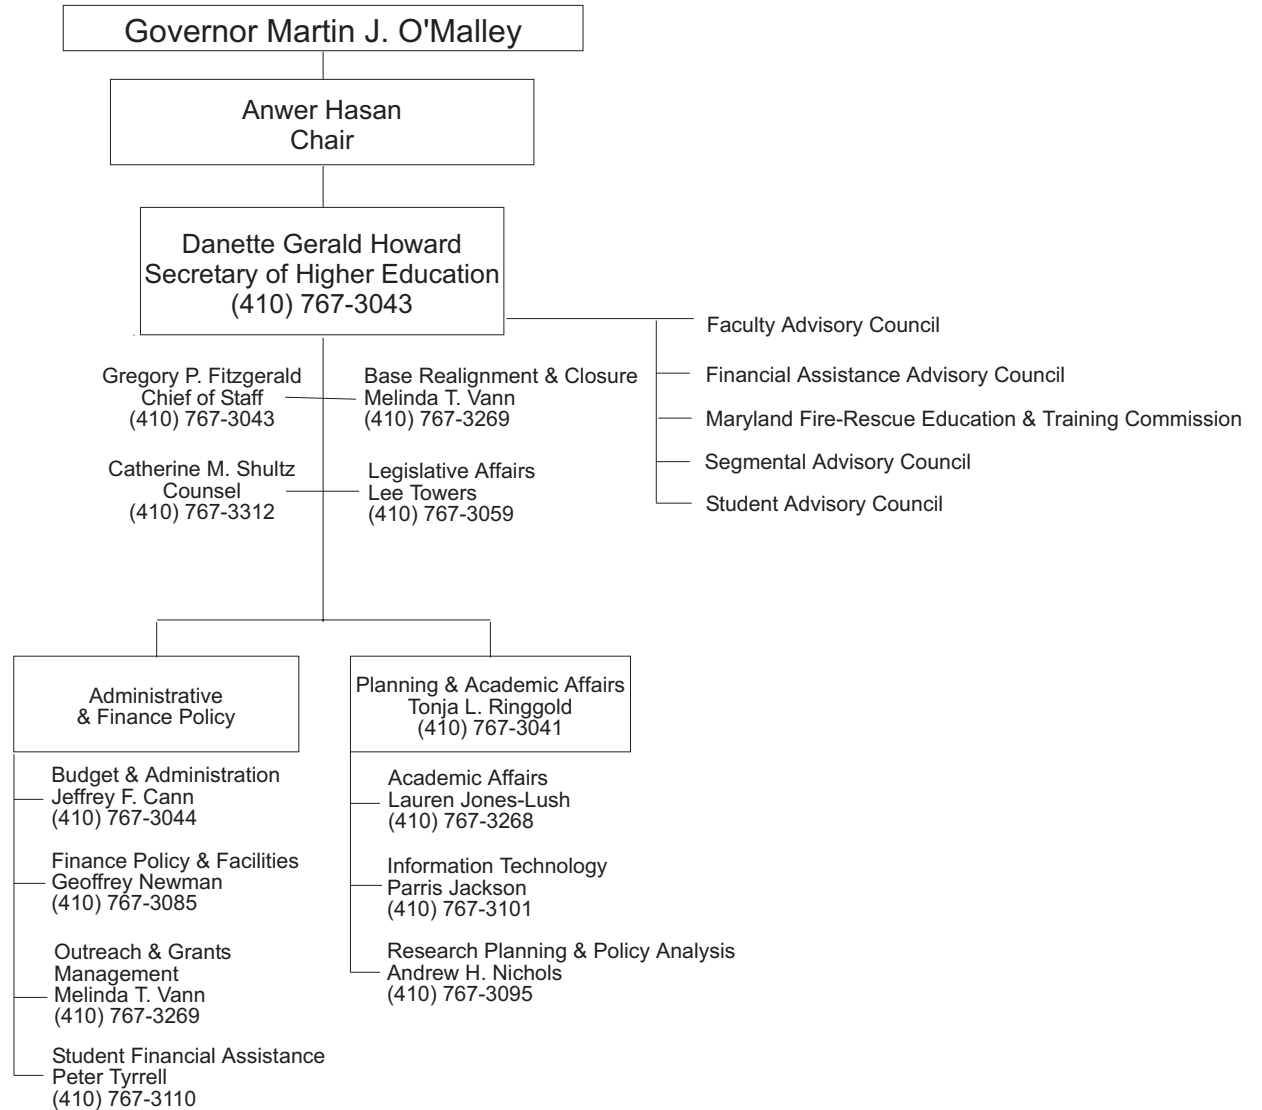 Governor Martin J. O'Malley
Anwer Hasan
Chair
Danette Gerald Howard
Secretary of Higher Education
(410) 767-3043
Faculty Advisory Council
Financial Assistance Advisory Council
Maryland Fire-Rescue Education & Training Commission
Segmental Advisory Council
Student Advisory Council
Gregory P. Fitzgerald
Chief of Staff
(410) 767-3043
Base Realignment & Closure
Melinda T. Vann
(410) 767-3269
Catherine M. Shultz
Counsel
(410) 767-3312
Legislative Affairs
Lee Towers
(410) 767-3059
Administrative
& Finance Policy
Budget & Administration
Jeffrey F. Cann
(410) 767-3044
Finance Policy & Facilities
Geoffrey Newman
(410) 767-3085
Outreach & Grants
Management
Melinda T. Vann
(410) 767-3269
Student Financial Assistance
Peter Tyrrell
(410) 767-3110
Planning & Academic Affairs
Tonja L. Ringgold
(410) 767-3041
Academic Affairs
Lauren Jones-Lush
(410) 767-3268
Information Technology
Parris Jackson
(410) 767-3101
Research Planning & Policy Analysis
Andrew H. Nichols
(410) 767-3095